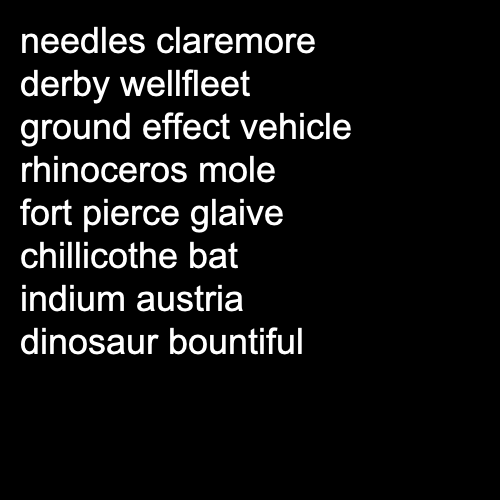 needles claremore
derby wellfleet
ground effect vehicle
rhinoceros mole
fort pierce glaive
chillicothe bat
indium austria
dinosaur bountiful